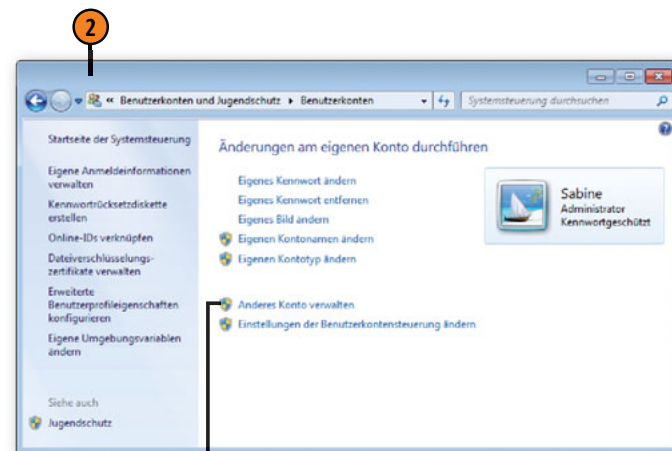 2
« Benutzerkonten und Jugendschutz ▸ Benutzerkonten
Systemsteuerung durchsuchen
Startseite der Systemsteuerung
Eigene Anmeldeinformationen
verwalten
Kennwortrücksetzdiskette
erstellen
Online-IDs verknüpfen
Dateiverschlüsselungs-
zertifikate verwalten
Erweiterte
Benutzerprofileigenschaften
konfigurieren
Eigene Umgebungsvariablen
ändern
Siehe auch
Jugendschutz
Änderungen am eigenen Konto durchführen
Eigenes Kennwort ändern
Eigenes Kennwort entfernen
Eigenes Bild ändern
Eigenen Kontonamen ändern
Eigenen Kontotyp ändern
Anderes Konto verwalten
Einstellungen der Benutzerkontensteuerung ändern
Sabine
Administrator
Kennwortgeschützt